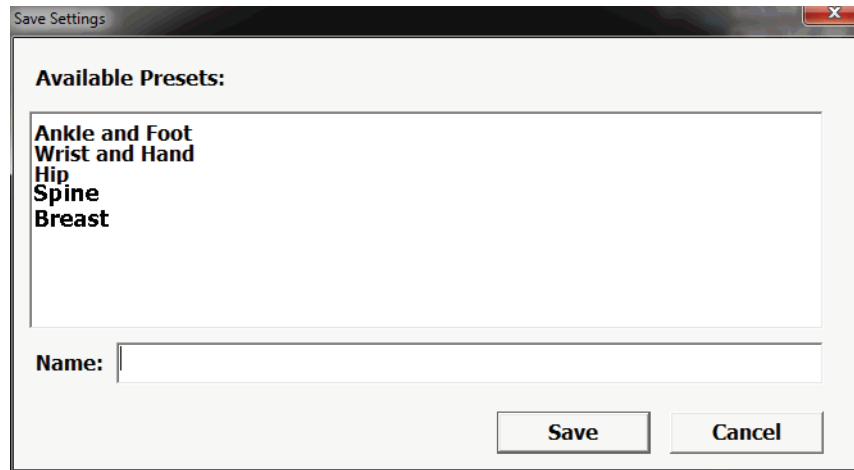 Save Settings
X
Available Presets:
Ankle and Foot
Wrist and Hand
Hip
Spine
Breast
Name:
Save
Cancel